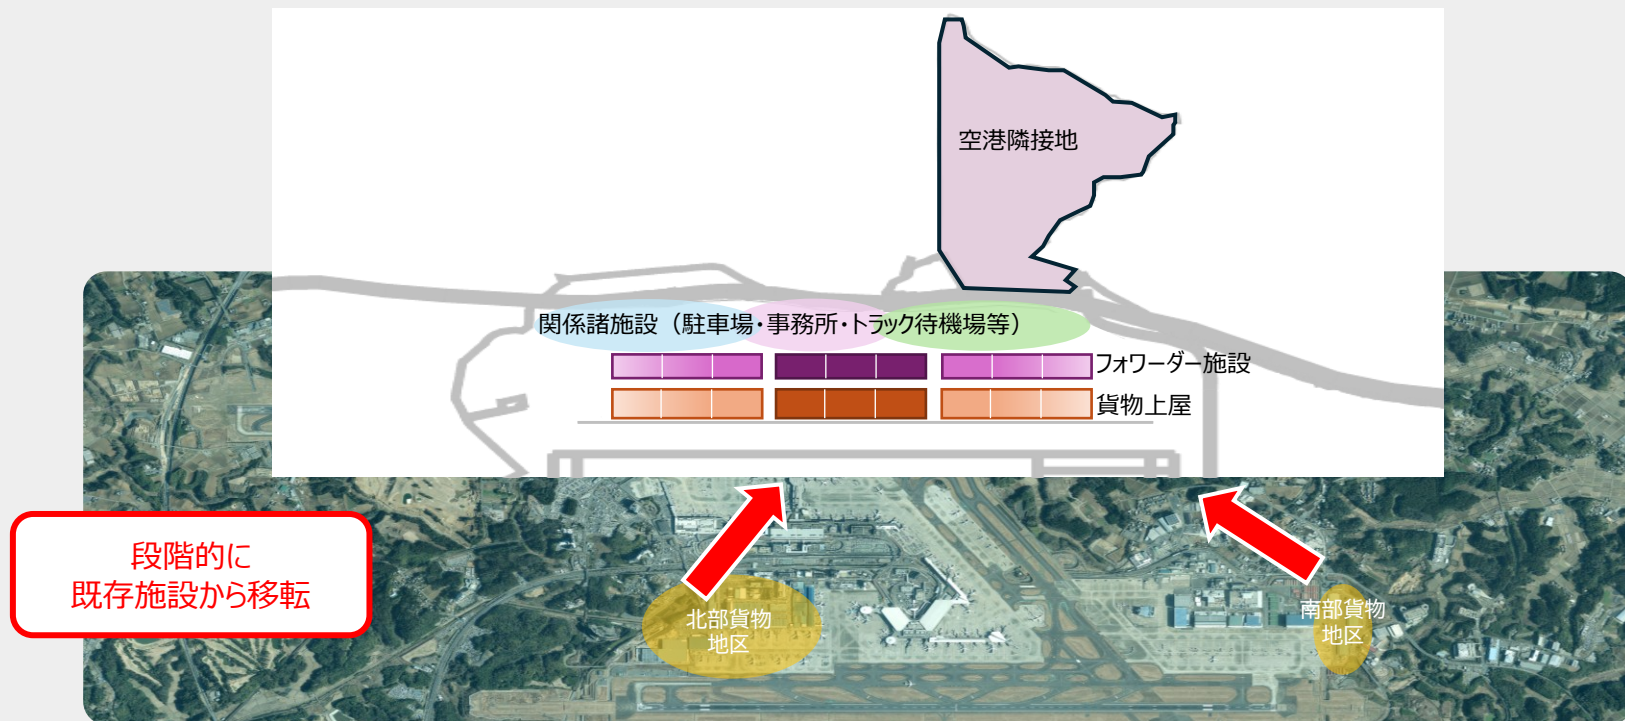 空港隣接地
関係諸施設（駐車場・事務所・トラック待機場等）
フォワーダー施設
貨物上屋
段階的に
既存施設から移転
北部貨物
地区
南部貨物
地区